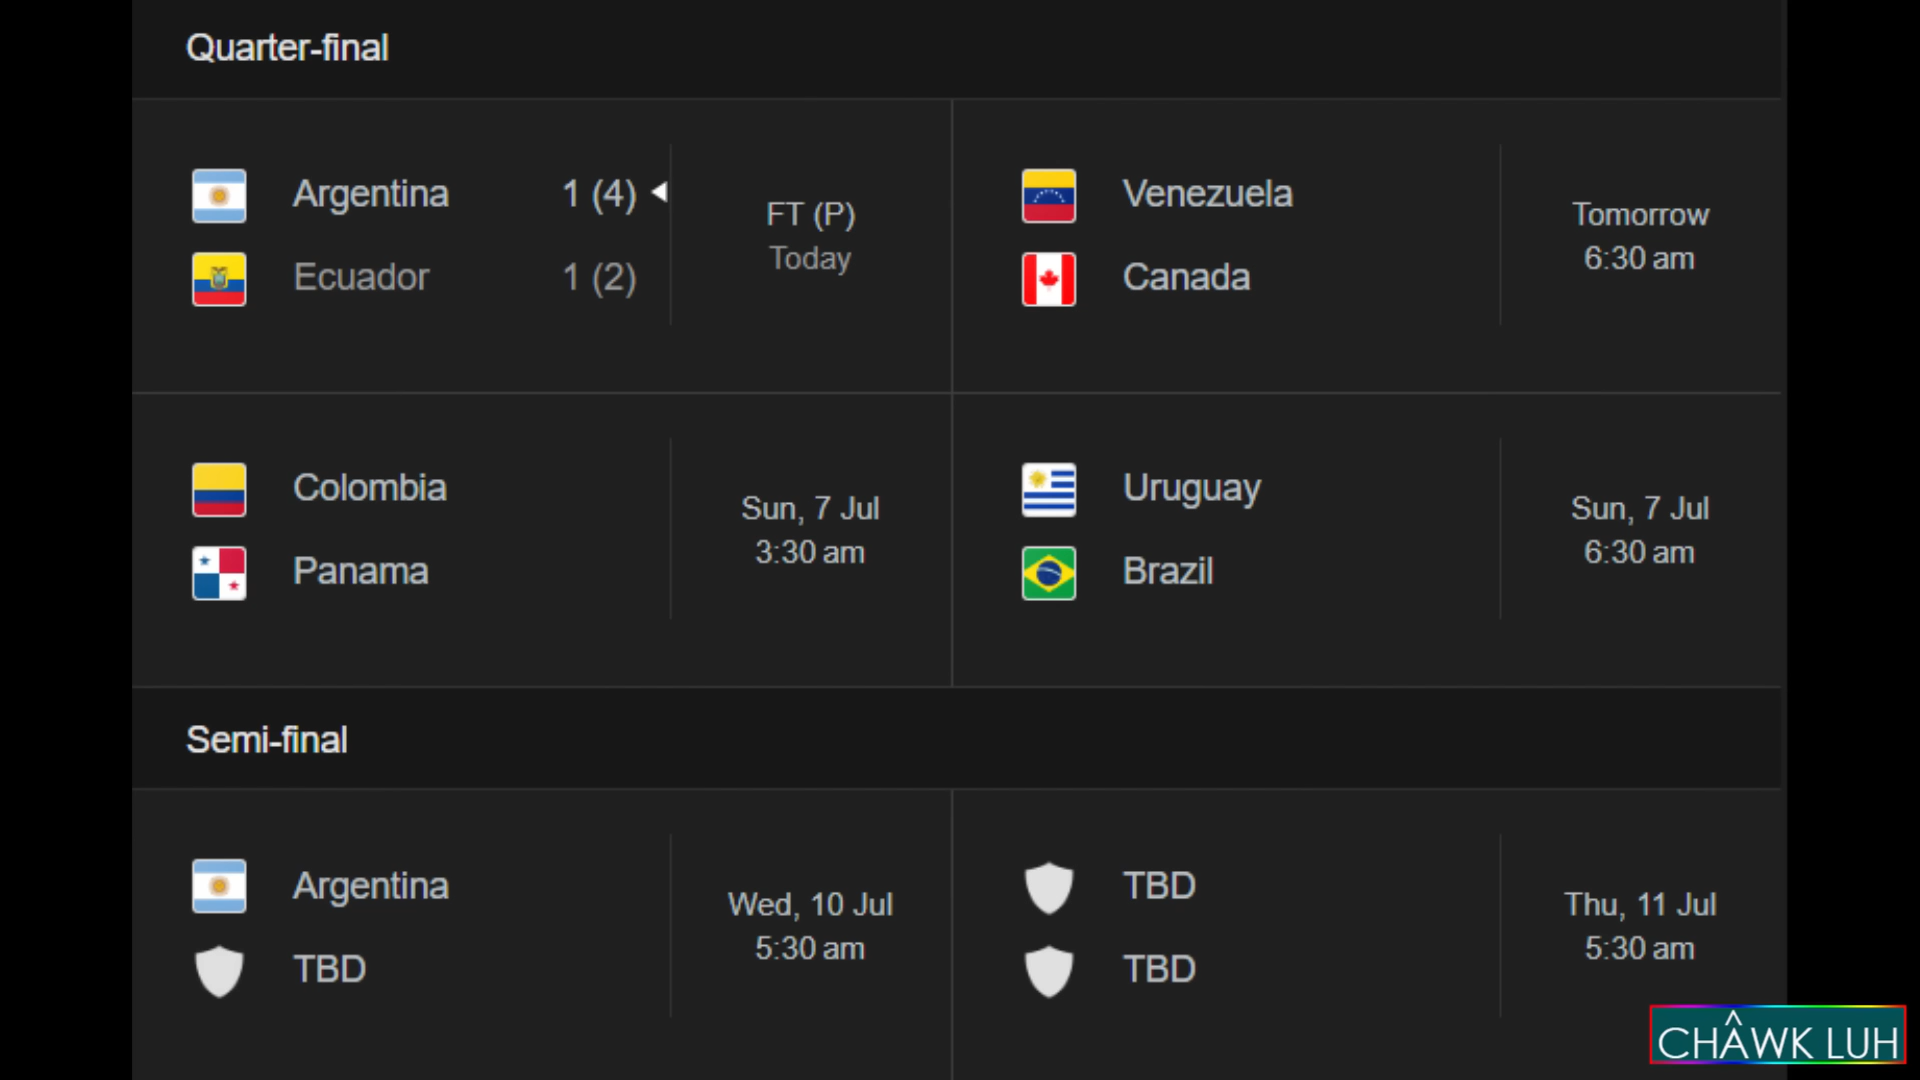 Quarter-final
Argentina 1 (4)
Ecuador 1 (2)
FT (P)
Today
Venezuela
Canada
Tomorrow
6:30 am
Colombia
Panama
Sun, 7 Jul
3:30 am
Uruguay
Brazil
Sun, 7 Jul
6:30 am
Semi-final
Argentina
TBD
Wed, 10 Jul
5:30 am
TBD
TBD
Thu, 11 Jul
5:30 am
CHÂWK LUH